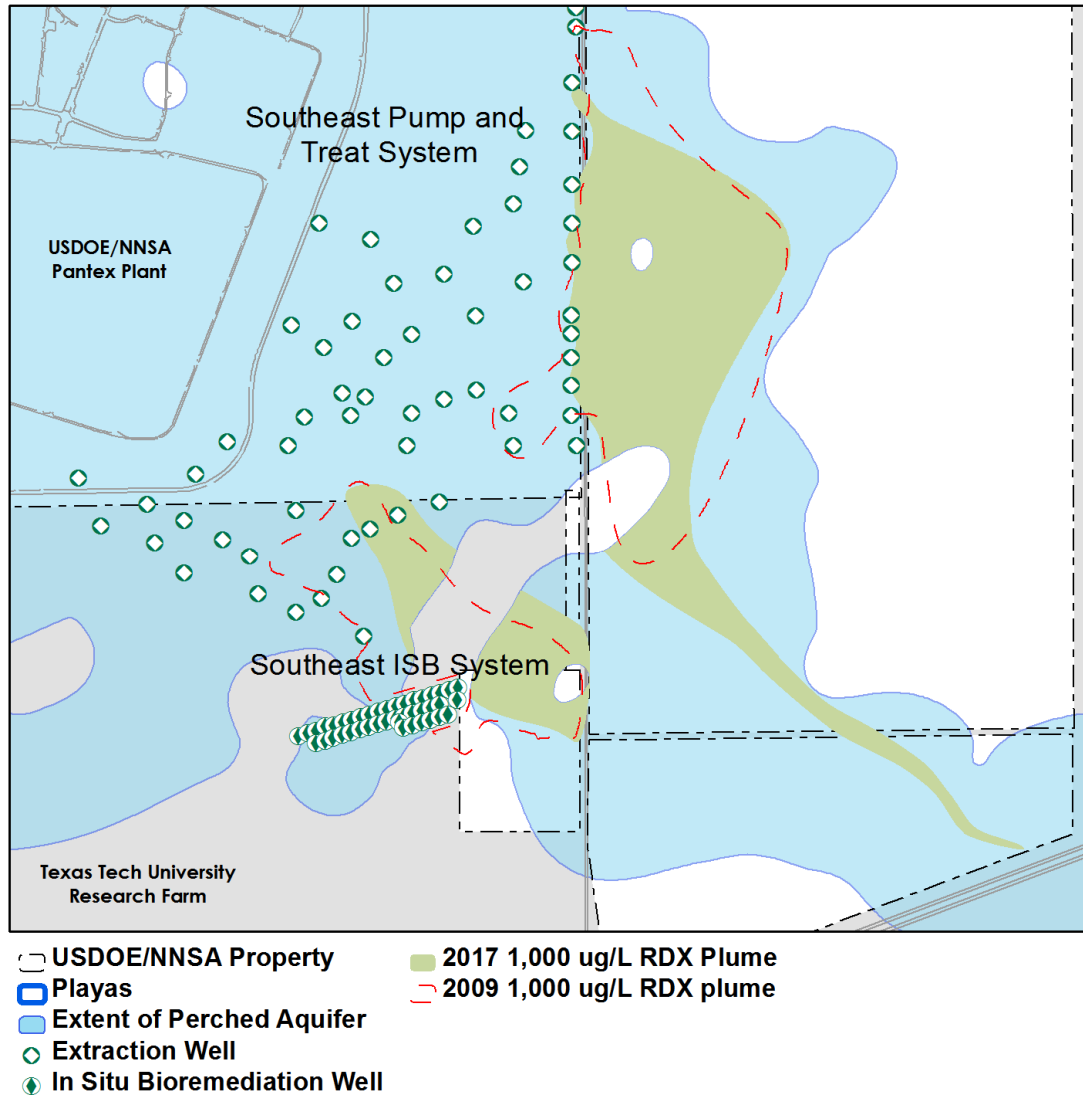 Southeast Pump and
Treat System
USDOE/NNSA
Pantex Plant
Southeast ISB System
Texas Tech University
Research Farm
USDOE/NNSA Property
Playas
Extent of Perched Aquifer
Extraction Well
In Situ Bioremediation Well
2017 1,000 ug/L RDX Plume
2009 1,000 ug/L RDX plume